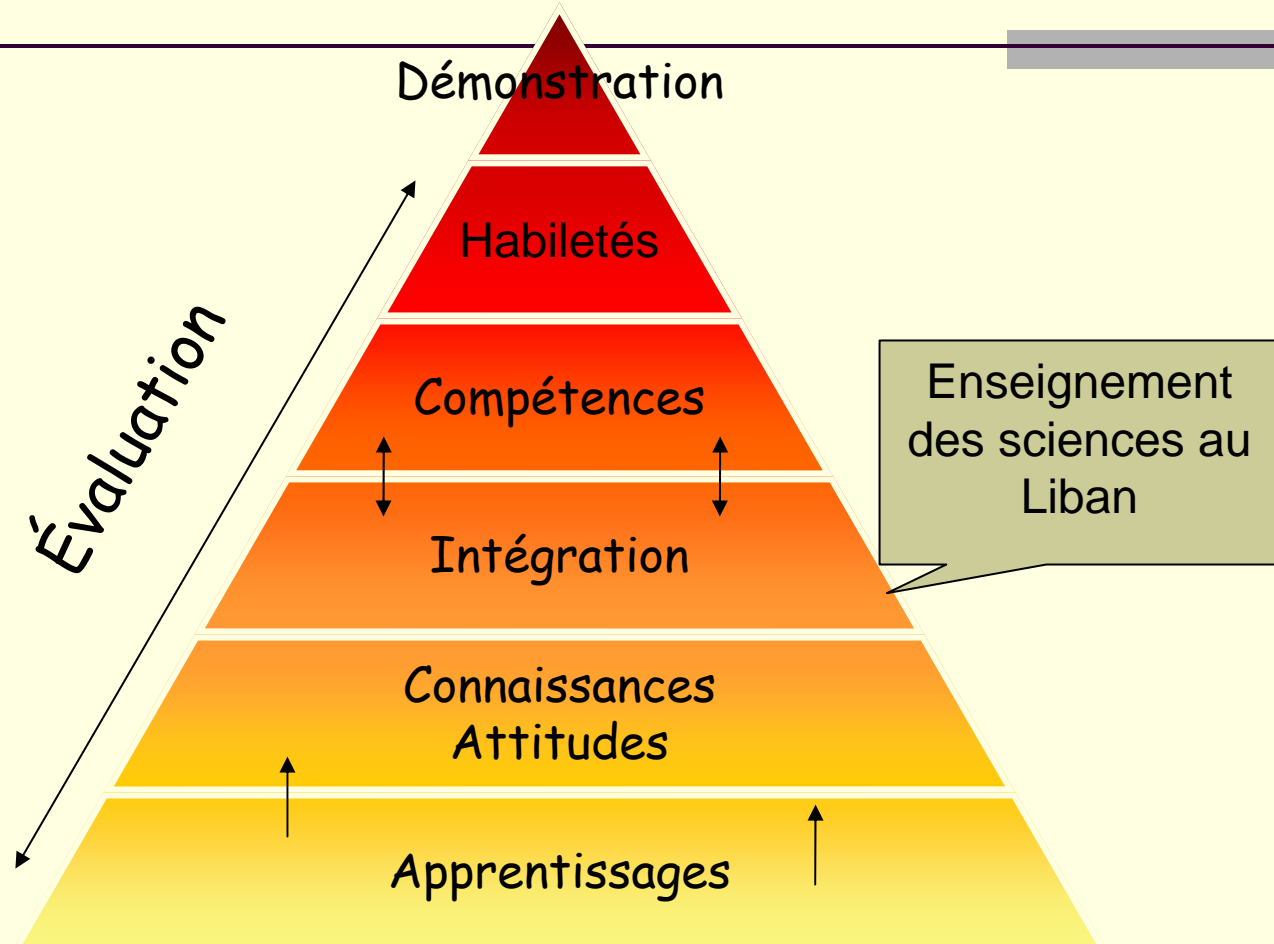 Démonstration
Habiletés
Évaluation
Compétences
Enseignement
des sciences au
Liban
Intégration
Connaissances
Attitudes
Apprentissages